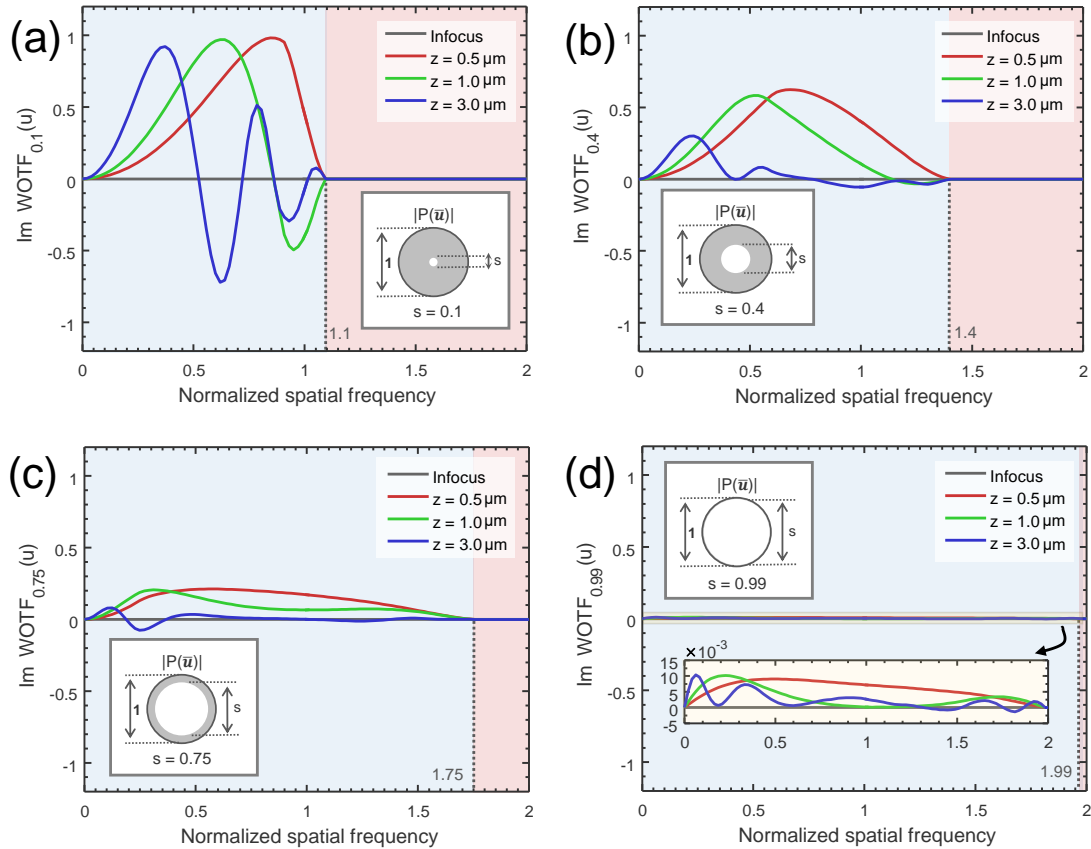 (a)
Im WOTF0.1(u)
1
0.5
0
-0.5
-1
Infocus
z = 0.5 μm
z = 1.0 μm
z = 3.0 μm
|P(ū)|
1
s
s = 0.1
1.1
0
0.5
1
1.5
2
Normalized spatial frequency
(b)
Im WOTF0.4(u)
1
0.5
0
-0.5
-1
Infocus
z = 0.5 μm
z = 1.0 μm
z = 3.0 μm
|P(ū)|
1
s
s = 0.4
1.4
0
0.5
1
1.5
2
Normalized spatial frequency
(c)
Im WOTF0.75(u)
1
0.5
0
-0.5
-1
Infocus
z = 0.5 μm
z = 1.0 μm
z = 3.0 μm
|P(ū)|
1
s
s = 0.75
1.75
0
0.5
1
1.5
2
Normalized spatial frequency
(d)
Im WOTF0.99(u)
1
0.5
0
-0.5
-1
|P(ū)|
1
s
s = 0.99
Infocus
z = 0.5 μm
z = 1.0 μm
z = 3.0 μm
×10-3
15
10
5
0
-5
0
0.5
1
1.5
2
1.99
0
0.5
1
1.5
2
Normalized spatial frequency